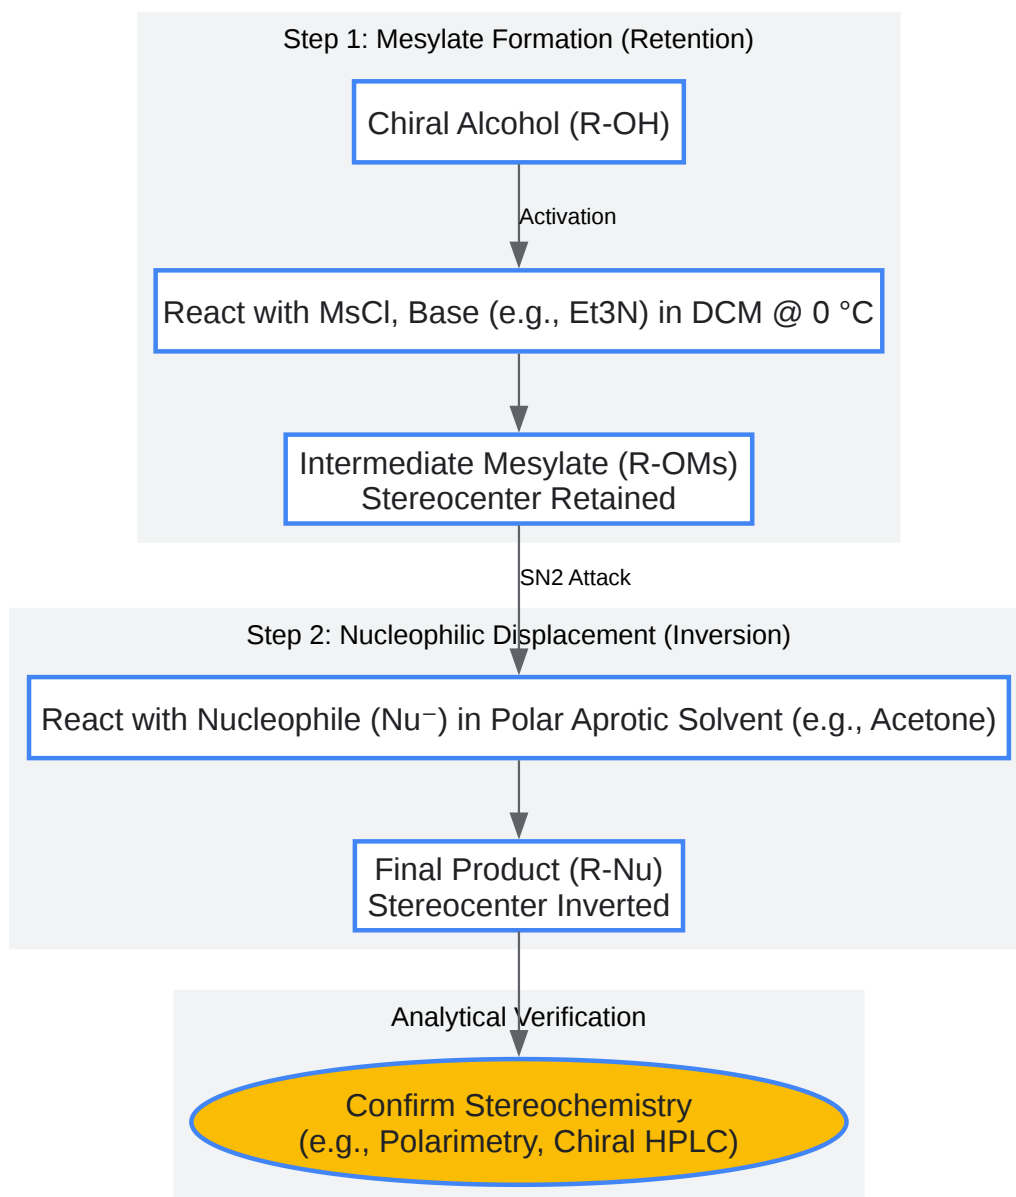 Step 1: Mesylate Formation (Retention)
Chiral Alcohol (R-OH)
Activation
React with MsCl, Base (e.g., Et3N) in DCM @ 0 °C
Intermediate Mesylate (R-OMs)
Stereocenter Retained
SN2 Attack
Step 2: Nucleophilic Displacement (Inversion)
React with Nucleophile (Nu⁻) in Polar Aprotic Solvent (e.g., Acetone)
Final Product (R-Nu)
Stereocenter Inverted
Analytical Verification
Confirm Stereochemistry
(e.g., Polarimetry, Chiral HPLC)